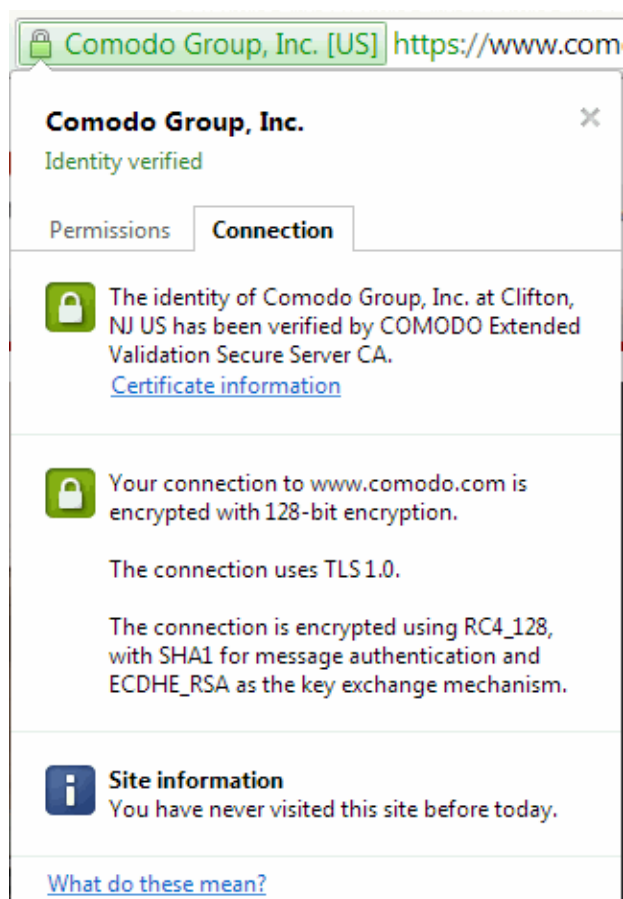 Comodo Group, Inc. [US] https://www.com
Comodo Group, Inc.
Identity verified
Permissions Connection
The identity of Comodo Group, Inc. at Clifton,
NJ US has been verified by COMODO Extended
Validation Secure Server CA.
Certificate information
Your connection to www.comodo.com is
encrypted with 128-bit encryption.
The connection uses TLS 1.0.
The connection is encrypted using RC4_128,
with SHA1 for message authentication and
ECDHE_RSA as the key exchange mechanism.
Site information
You have never visited this site before today.
What do these mean?